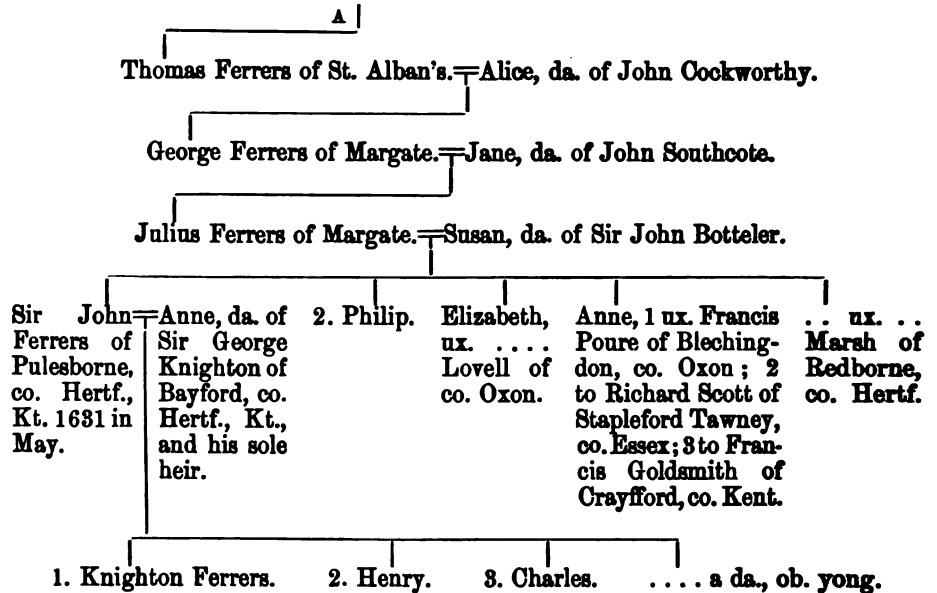 A
Thomas Ferrers of St. Alban's.=Alice, da. of John Cockworthy.
George Ferrers of Margate.=Jane, da. of John Southcote.
Julius Ferrers of Margate.=Susan, da. of Sir John Botteler.
Sir John=
Ferrers of
Pulesborne,
co. Hertf.,
Kt. 1631 in
May.
Anne, da. of
Sir George
Knighton of
Bayford, co.
Hertf., Kt.,
and his sole
heir.
2. Philip.
Elizabeth,
ux. ....
Lovell of
co. Oxon.
Anne, 1 ux. Francis
Poure of Bleching-
don, co. Oxon; 2
to Richard Scott of
Stapleford Tawney,
co. Essex; 3 to Fran-
cis Goldsmith of
Crayfford, co. Kent.
.. ux. ..
Marsh of
Redborne,
co. Hertf.
1. Knighton Ferrers.
2. Henry.
3. Charles.
.... a da., ob. yong.